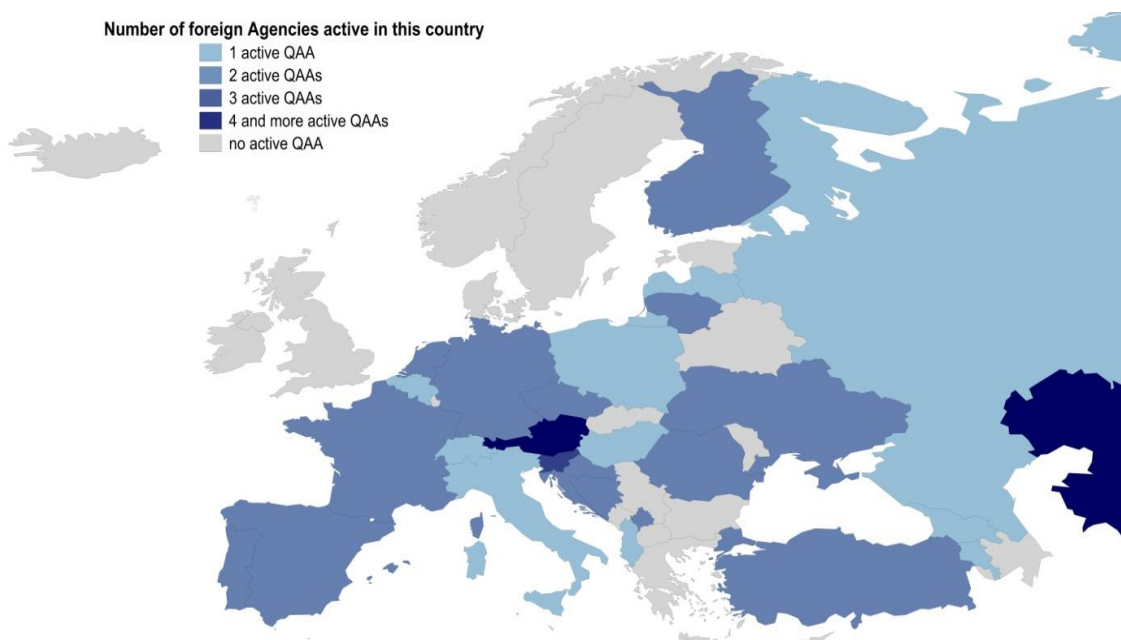 Number of foreign Agencies active in this country
1 active QAA
2 active QAAs
3 active QAAs
4 and more active QAAs
no active QAA